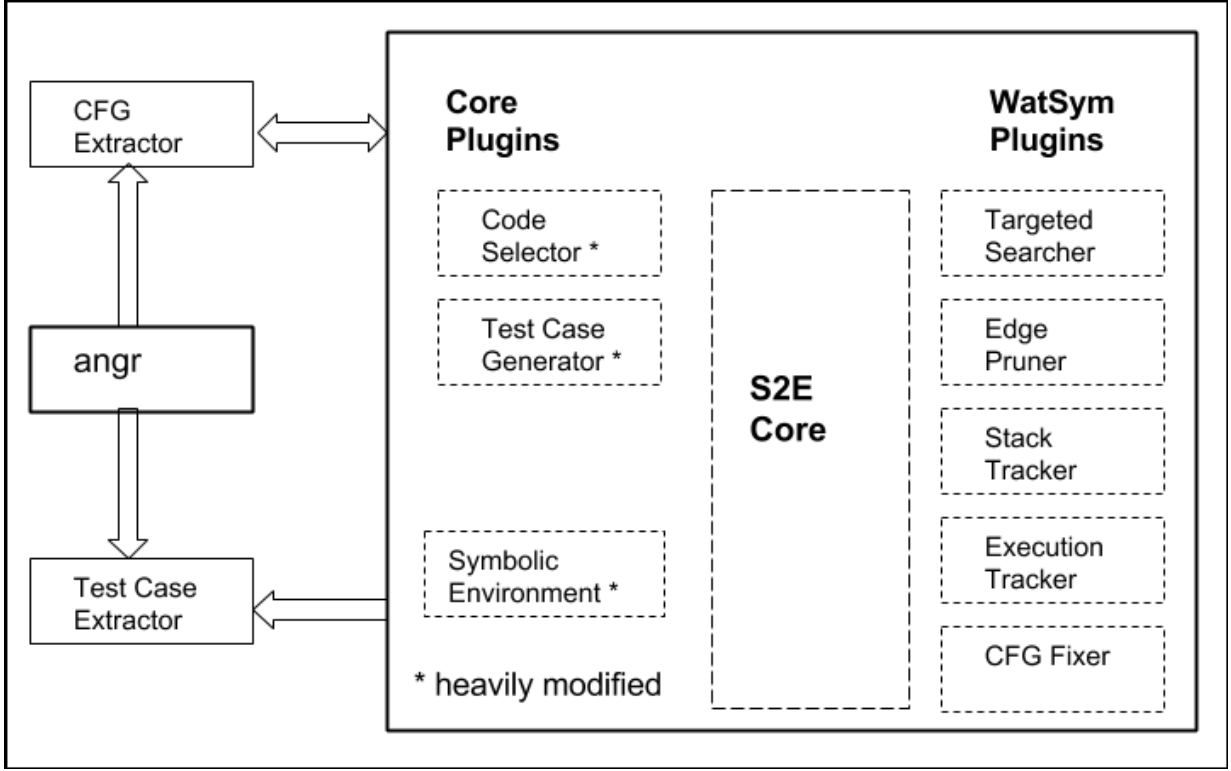 CFG
Extractor
angr
Test Case
Extractor
Core
Plugins
Code
Selector *
Test Case
Generator *
Symbolic
Environment *
* heavily modified
S2E
Core
WatSym
Plugins
Targeted
Searcher
Edge
Pruner
Stack
Tracker
Execution
Tracker
CFG Fixer